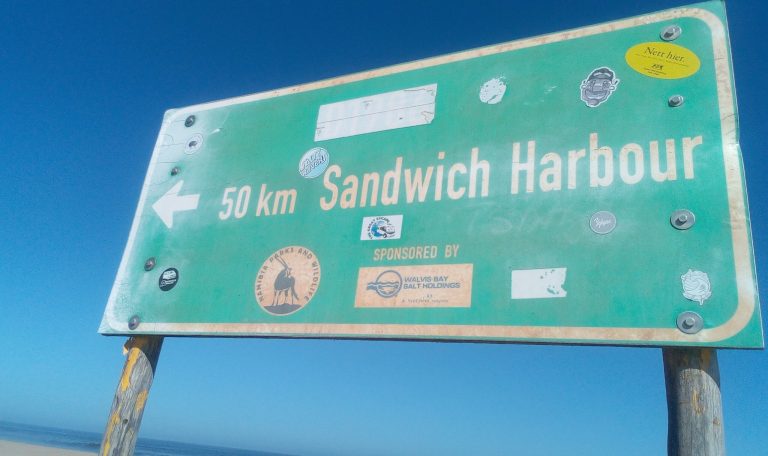 Nett hier.
50 km Sandwich Harbour
SPONSORED BY
NAMIBIA PARKS AND WILDLIFE
WALVIS BAY
SALT HOLDINGS